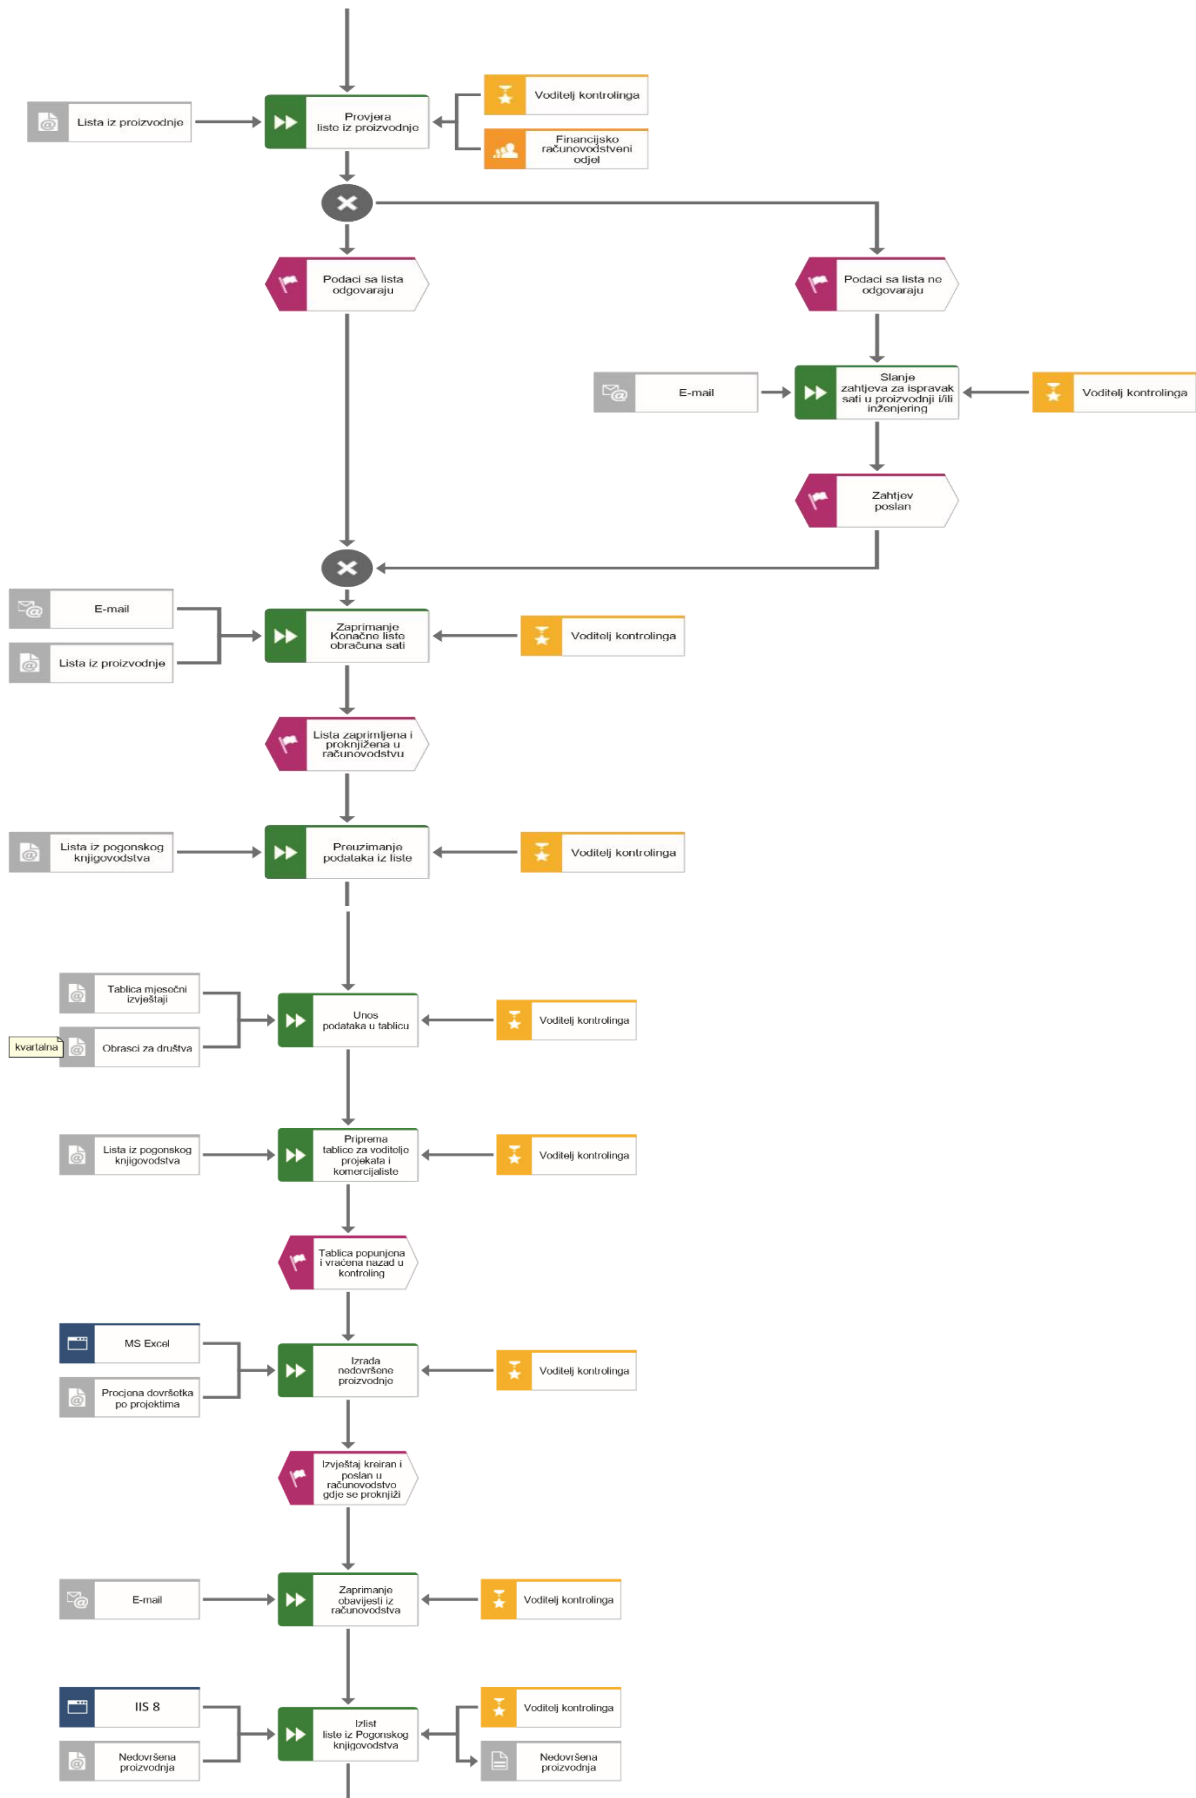 Voditelj kontrolinga
Lista iz proizvodnje
Provjera
liste iz proizvodnje
Financijsko
računovodstveni
odjel
Podaci sa lista
odgovaraju
Podaci sa lista ne
odgovaraju
E-mail
Slanje
zahtjeva za ispravak
sati u proizvodnji i/ili
inženjering
Voditelj kontrolinga
Zahtjev
poslan
E-mail
Lista iz proizvodnje
Zaprimanje
Konačne liste
obračuna sati
Voditelj kontrolinga
Lista zaprimljena i
proknjižena u
računovodstvu
Lista iz pogonskog
knjigovodstva
Preuzimanje
podataka iz liste
Voditelj kontrolinga
Tablica mjesečni
izvještaji
kvartalna
Obrasci za društva
Unos
podataka u tablicu
Voditelj kontrolinga
Lista iz pogonskog
knjigovodstva
Priprema
tablice za voditelje
projekata i
komercijaliste
Voditelj kontrolinga
Tablica popunjena
i vraćena nazad u
kontroling
MS Excel
Procjena dovršetka
po projektima
Izrada
nedovršene
proizvodnje
Voditelj kontrolinga
Izvještaj kreiran i
poslan u
računovodstvo
gdje se proknjiži
E-mail
Zaprimanje
obavijesti iz
računovodstva
Voditelj kontrolinga
IIS 8
Nedovršena
proizvodnja
Izlist
liste iz Pogonskog
knjigovodstva
Voditelj kontrolinga
Nedovršena
proizvodnja